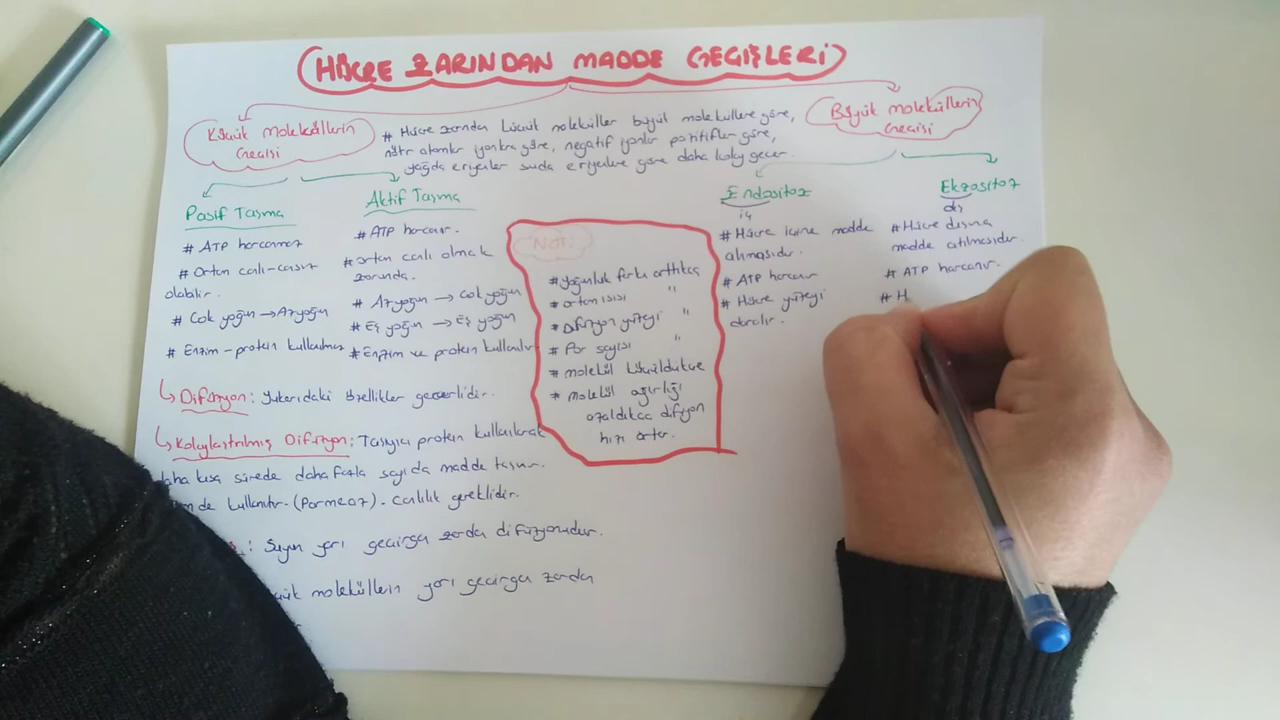 HÜCRE ZARINDAN MADDE GEÇİŞLERİ
Küçük Moleküllerin
Geçişi
# Hücre zarında küçük moleküller büyük moleküllere göre,
nötr atomlar iyonlara göre, negatif iyonlar pozitifler göre,
yağda eriyenler suda eriyenlere göre daha kolay geçer.
Büyük moleküllerin
Geçişi
Pasif Taşıma
# ATP harcanmaz
# Ortam canlı-cansız
olabilir.
# Çok yoğun → Az yoğun
# Enzim-protein kullanılmaz
Aktif Taşıma
# ATP harcanır.
# Ortam canlı olmak
zorunda.
# Az yoğun → Çok yoğun
# Eş yoğun → Eş yoğun
# Enzim ve protein kullanılır
Not:
* Yoğunluk farkı arttıkça
* Ortam ısısı "
* Difüzyon yüzeyi "
* Por sayısı "
* molekül küçüldükçe
* molekül ağırlığı
azaldıkça difüzyon
hızı artar.
Endositoz
iç
# Hücre içine madde
alınmasıdır.
# ATP harcanır
# Hücre yüzeyi
daralır.
Ekzositoz
dış
# Hücre dışına
madde atılmasıdır.
# ATP harcanır.
# H
↳ Difüzyon: Yukarıdaki özellikler geçerlidir.
↳ Kolaylaştırılmış Difüzyon: Taşıyıcı protein kullanılarak
daha kısa sürede daha fazla sayıda madde taşınır.
de kullanılır. (Permeaz). Canlılık gereklidir.
: Suyun yarı geçirgen zarda difüzyonudur.
moleküllerin yarı geçirgen zarda